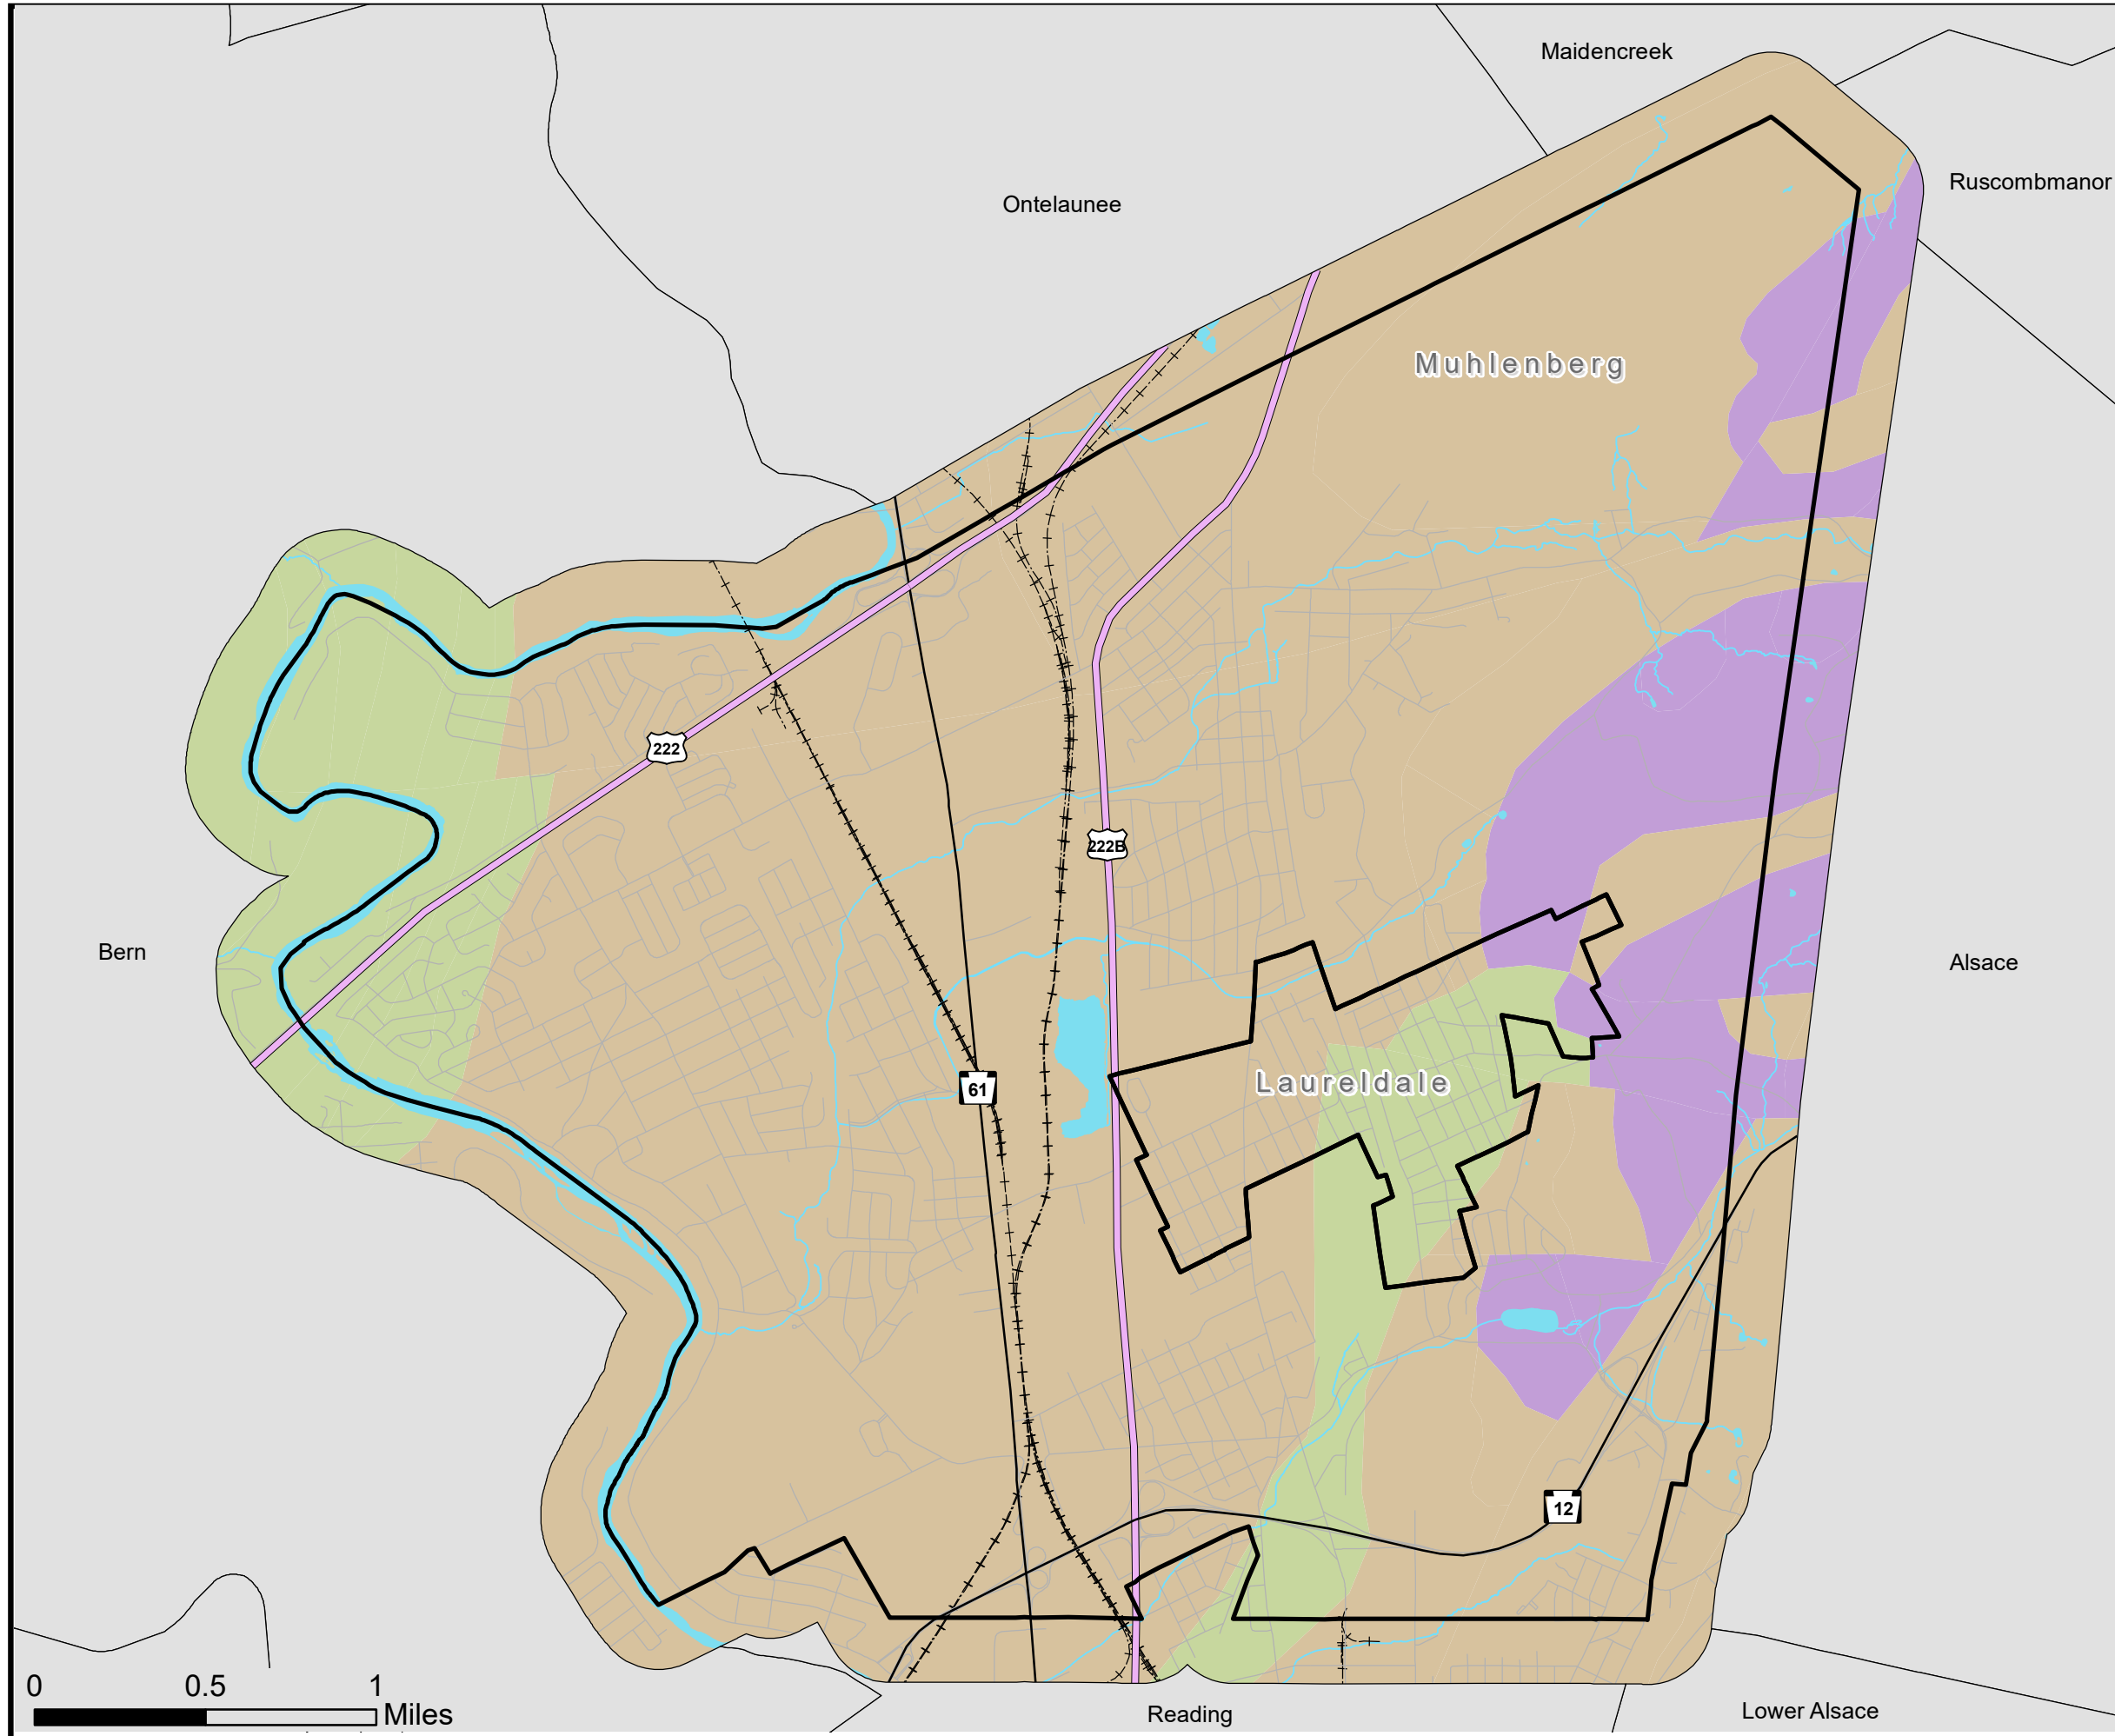 Maidencreek
Ruscombmanor
Ontelaunee
Muhlenberg
222
222B
Bern
Alsace
Laureldale
61
12
0 0.5 1
Miles
Reading
Lower Alsace